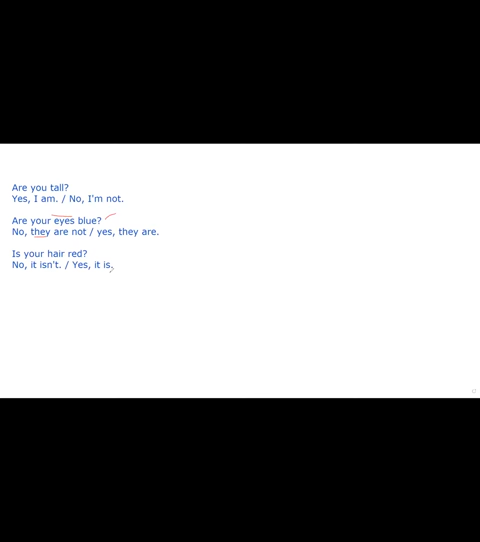 Are you tall?
Yes, I am. / No, I'm not.
Are your eyes blue?
No, they are not / yes, they are.
Is your hair red?
No, it isn't. / Yes, it is.